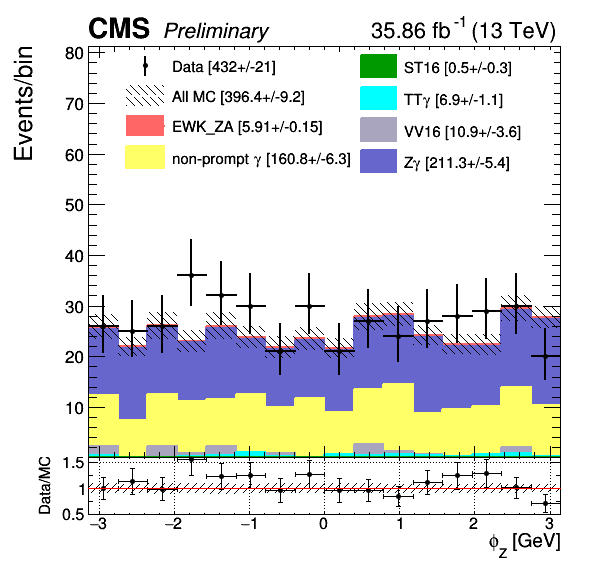 CMS Preliminary 35.86 fb⁻¹ (13 TeV)
Events/bin
80
70
60
50
40
30
20
10
Data [432+/-21]
All MC [396.4+/-9.2]
EWK_ZA [5.91+/-0.15]
non-prompt γ [160.8+/-6.3]
ST16 [0.5+/-0.3]
TTγ [6.9+/-1.1]
VV16 [10.9+/-3.6]
Zγ [211.3+/-5.4]
Data/MC
1.5
1
0.5
−3 −2 −1 0 1 2 3
ϕ_Z [GeV]